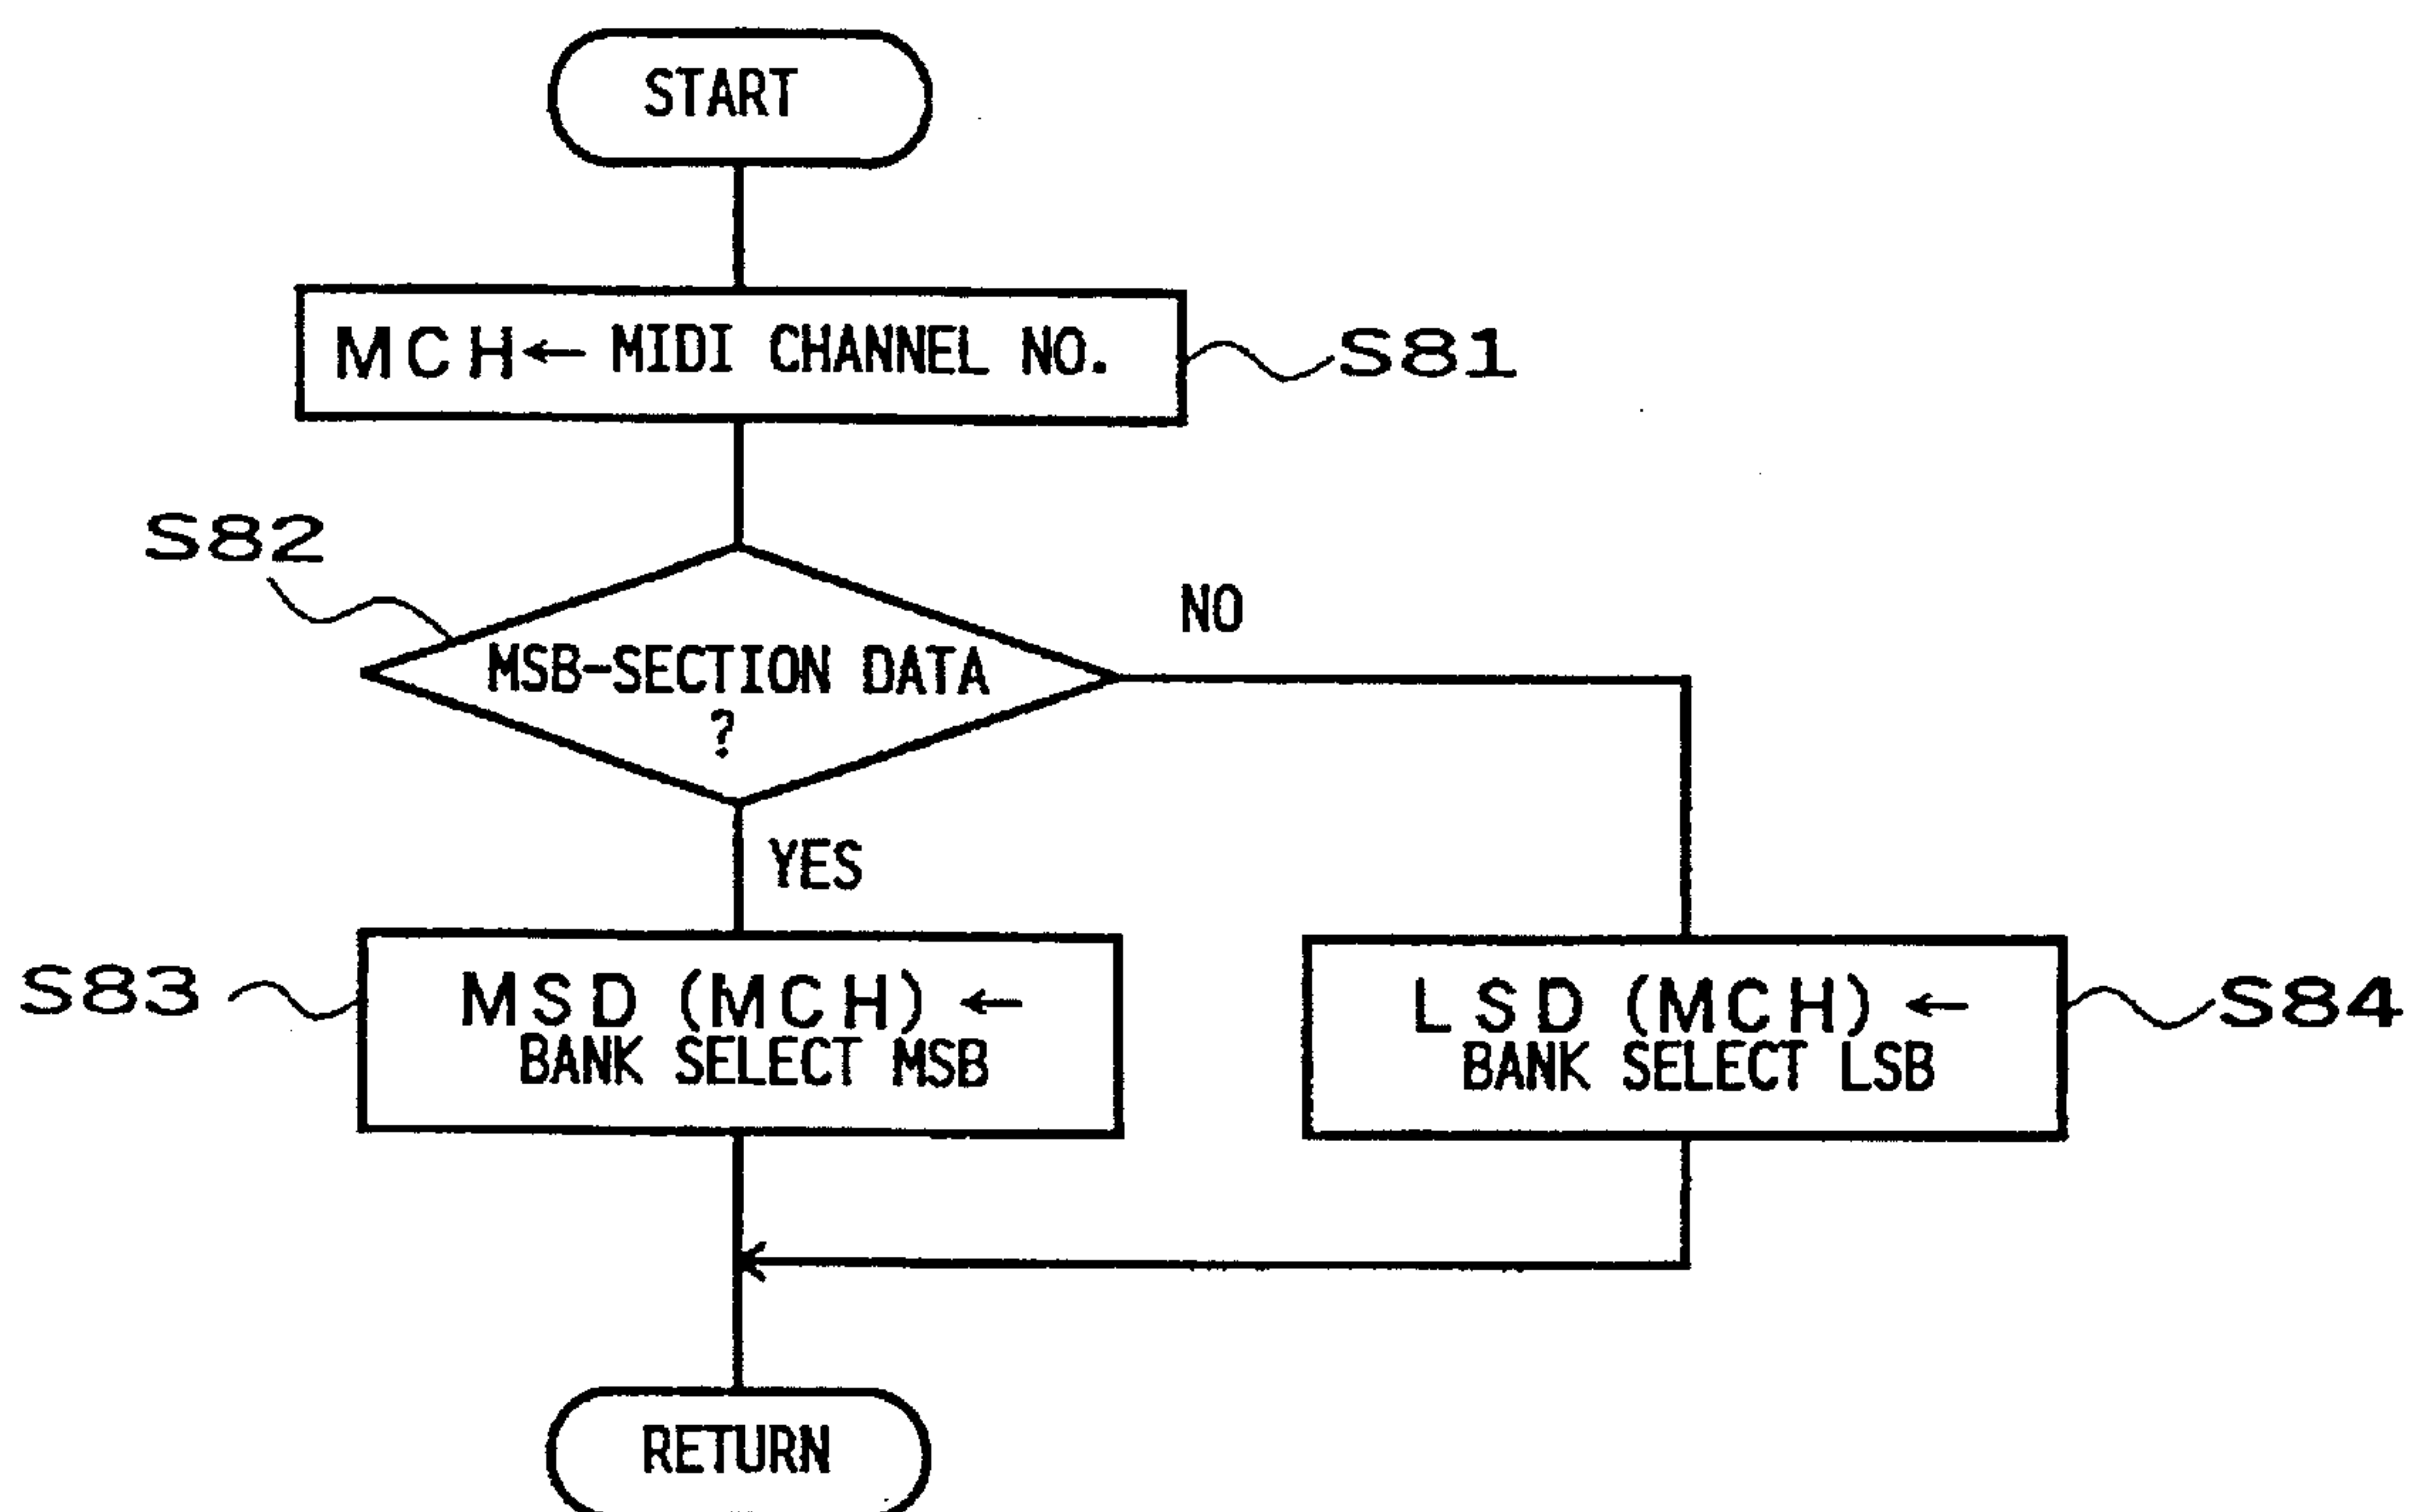 START
MCH← MIDI CHANNEL NO.
S81
S82
NO
MSB-SECTION DATA
?
YES
S83
MSD (MCH) ←
BANK SELECT MSB
LSD (MCH) ←
BANK SELECT LSB
S84
RETURN